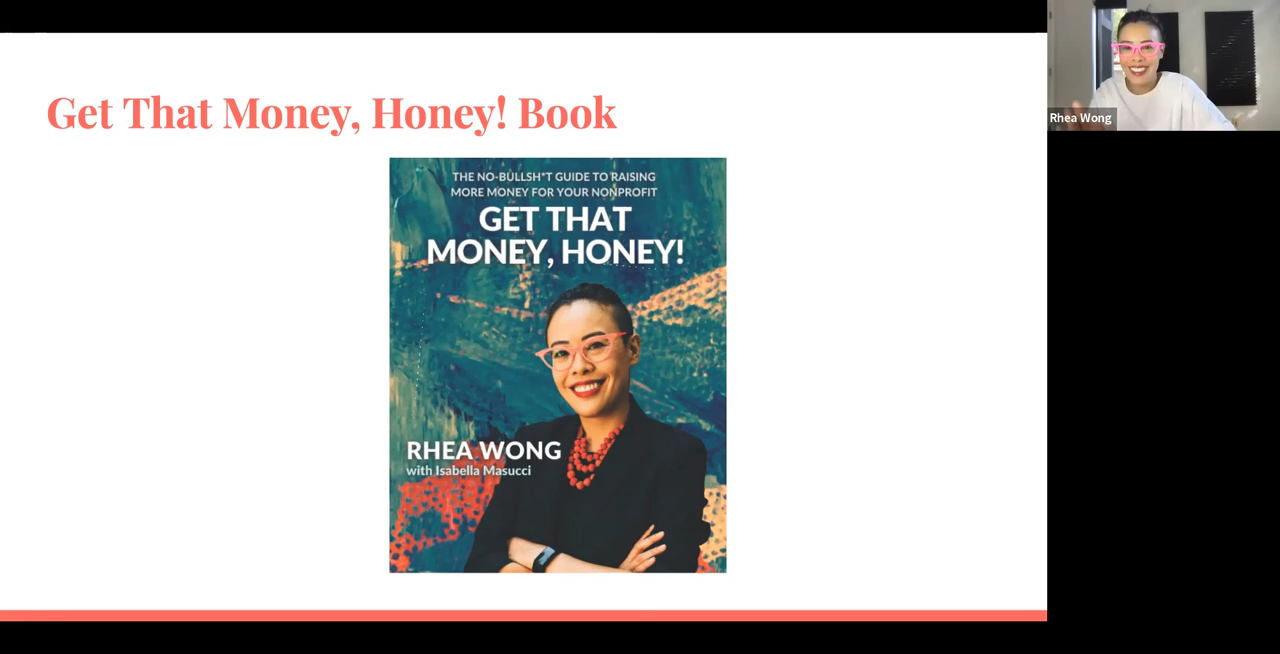 Get That Money, Honey! Book
THE NO-BULLSH*T GUIDE TO RAISING
MORE MONEY FOR YOUR NONPROFIT
GET THAT
MONEY, HONEY!
RHEA WONG
with Isabella Masucci
Rhea Wong